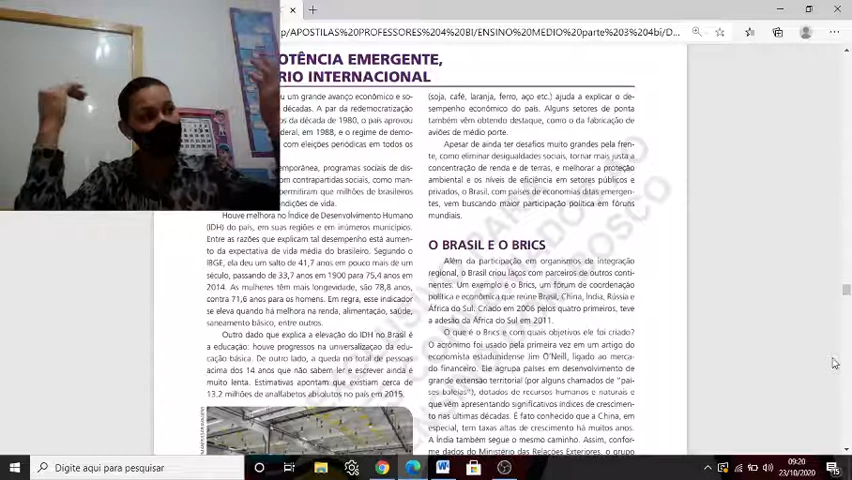 p/APOSTILAS%20PROFESSORES%204%20BI/ENSINO%20MEDIO%20parte%203%204bi/D...
OTÊNCIA EMERGENTE,
RIO INTERNACIONAL
u um grande avanço econômico e so-
décadas. A par da redemocratização
os da década de 1980, o país aprovou
deral, em 1988, e o regime de demo-
com eleições periódicas em todos os
mporânea, programas sociais de dis-
om contrapartidas sociais, como man-
permitiram que milhões de brasileiros
ondições de vida.
Houve melhora no Índice de Desenvolvimento Humano
(IDH) do país, em suas regiões e em inúmeros municípios.
Entre as razões que explicam tal desempenho está aumen-
to da expectativa de vida média do brasileiro. Segundo o
IBGE, ela deu um salto de 41,7 anos em pouco mais de um
século, passando de 33,7 anos em 1900 para 75,4 anos em
2014. As mulheres têm mais longevidade, são 78,8 anos,
contra 71,6 anos para os homens. Em regra, esse indicador
se eleva quando há melhora na renda, alimentação, saúde,
saneamento básico, entre outros.
Outro dado que explica a elevação do IDH no Brasil é
a educação: houve progressos na universalização da edu-
cação básica. De outro lado, a queda no total de pessoas
acima dos 14 anos que não sabem ler e escrever ainda é
muito lenta. Estimativas apontam que existiam cerca de
13,2 milhões de analfabetos absolutos no país em 2015.
(soja, café, laranja, ferro, aço etc.) ajuda a explicar o de-
sempenho econômico do país. Alguns setores de ponta
também vêm obtendo destaque, como o da fabricação de
aviões de médio porte.
Apesar de ainda ter desafios muito grandes pela fren-
te, como eliminar desigualdades sociais, tornar mais justa a
concentração de renda e de terras, e melhorar a proteção
ambiental e os níveis de eficiência em setores públicos e
privados, o Brasil, com países de economias ditas emergen-
tes, vem buscando maior participação política em fóruns
mundiais.
O BRASIL E O BRICS
Além da participação em organismos de integração
regional, o Brasil criou laços com parceiros de outros conti-
nentes. Um exemplo é o Brics, um fórum de coordenação
política e econômica que reúne Brasil, China, Índia, Rússia e
África do Sul. Criado em 2006 pelos quatro primeiros, teve
a adesão da África do Sul em 2011.
O que é o Brics e com quais objetivos ele foi criado?
O acrônimo foi usado pela primeira vez em um artigo do
economista estadunidense Jim O'Neill, ligado ao merca-
do financeiro. Ele agrupa países em desenvolvimento de
grande extensão territorial (por alguns chamados de "paí-
ses baleias"), dotados de recursos humanos e naturais e
que vêm apresentando significativos índices de crescimen-
to nas últimas décadas. É fato conhecido que a China, em
especial, tem taxas altas de crescimento há muitos anos.
A Índia também segue o mesmo caminho. Assim, confor-
me dados do Ministério das Relações Exteriores, o grupo
Digite aqui para pesquisar
09:20
23/10/2020